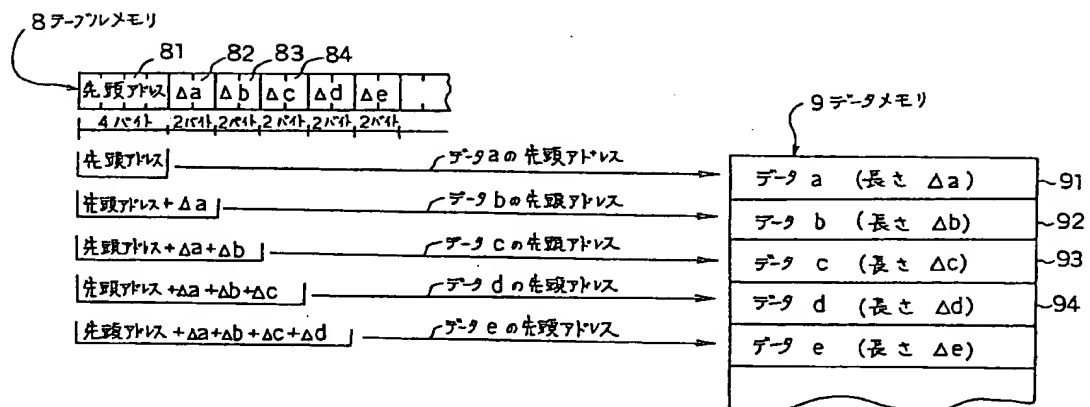 8 テーブルメモリ
81 82 83 84
先頭アドレス Δa Δb Δc Δd Δe
4バイト 2バイト 2バイト 2バイト 2バイト 2バイト
先頭アドレス データaの先頭アドレス
先頭アドレス+Δa データbの先頭アドレス
先頭アドレス+Δa+Δb データcの先頭アドレス
先頭アドレス+Δa+Δb+Δc データdの先頭アドレス
先頭アドレス+Δa+Δb+Δc+Δd データeの先頭アドレス
9 データメモリ
データ a (長さ Δa) 91
データ b (長さ Δb) 92
データ c (長さ Δc) 93
データ d (長さ Δd) 94
データ e (長さ Δe)